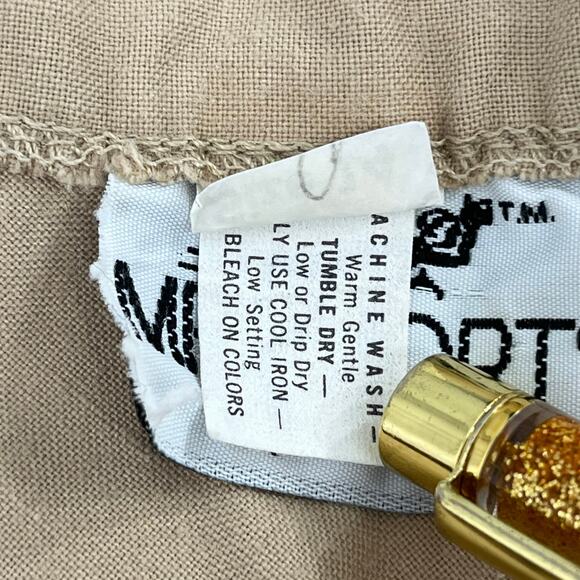 ACHINE WASH —
Warm Gentle
TUMBLE DRY —
Low or Drip Dry
LY USE COOL IRON —
Low Setting
BLEACH ON COLORS
T.M.